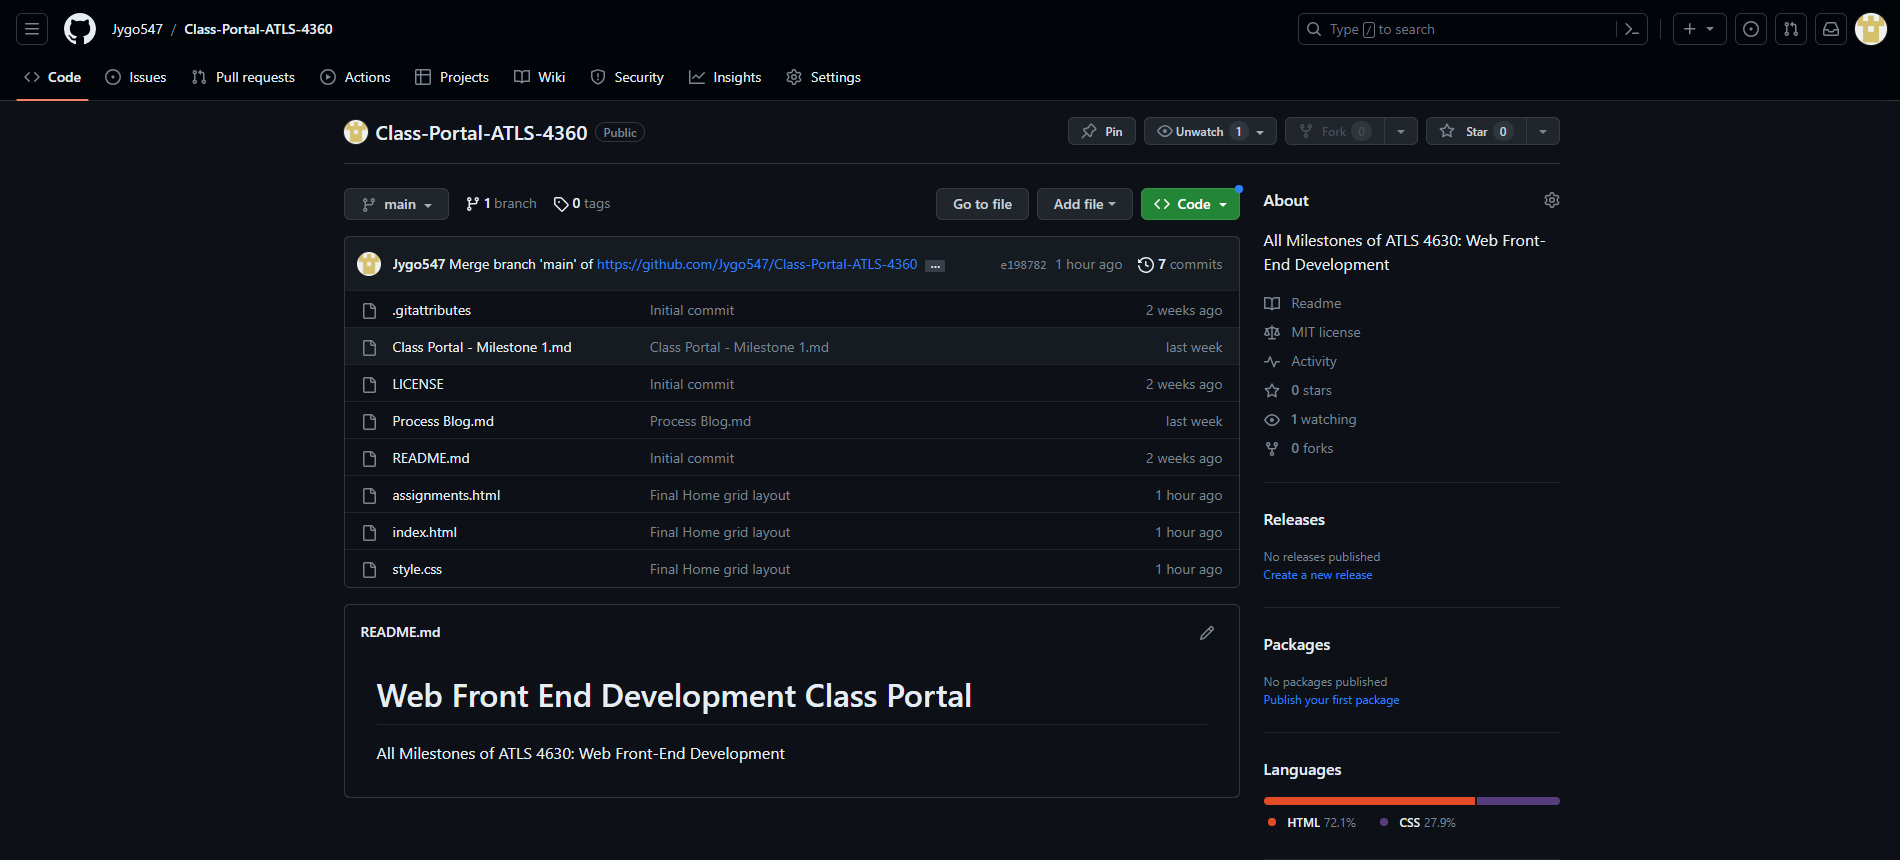 Jygo547 / Class-Portal-ATLS-4360
Type / to search
Code Issues Pull requests Actions Projects Wiki Security Insights Settings
Class-Portal-ATLS-4360 Public
Pin Unwatch 1 Fork 0 Star 0
main 1 branch 0 tags
Go to file Add file Code
Jygo547 Merge branch 'main' of https://github.com/Jygo547/Class-Portal-ATLS-4360 ... e198782 1 hour ago 7 commits
.gitattributes Initial commit 2 weeks ago
Class Portal - Milestone 1.md Class Portal - Milestone 1.md last week
LICENSE Initial commit 2 weeks ago
Process Blog.md Process Blog.md last week
README.md Initial commit 2 weeks ago
assignments.html Final Home grid layout 1 hour ago
index.html Final Home grid layout 1 hour ago
style.css Final Home grid layout 1 hour ago
README.md
Web Front End Development Class Portal
All Milestones of ATLS 4630: Web Front-End Development
About
All Milestones of ATLS 4630: Web Front-
End Development
Readme
MIT license
Activity
0 stars
1 watching
0 forks
Releases
No releases published
Create a new release
Packages
No packages published
Publish your first package
Languages
HTML 72.1% CSS 27.9%